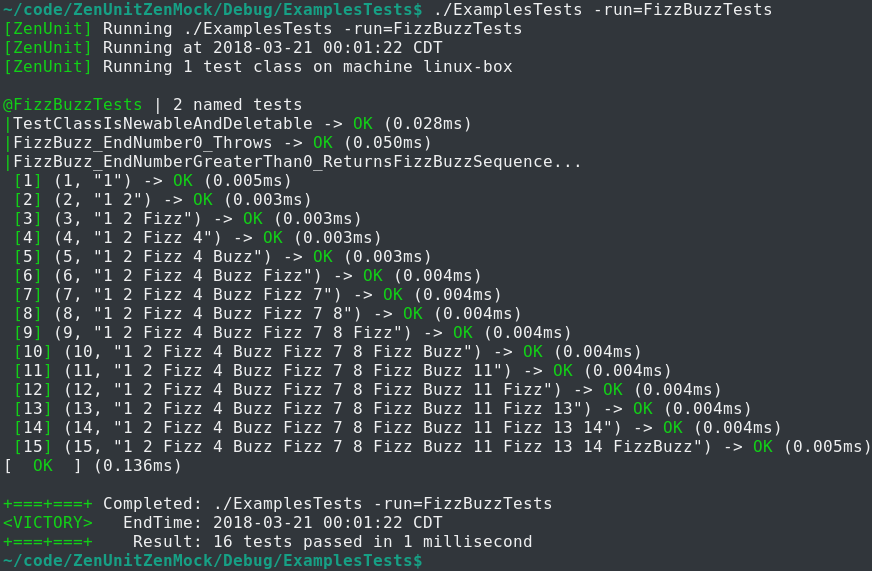 ~/code/ZenUnitZenMock/Debug/ExamplesTests$ ./ExamplesTests -run=FizzBuzzTests
[ZenUnit] Running ./ExamplesTests -run=FizzBuzzTests
[ZenUnit] Running at 2018-03-21 00:01:22 CDT
[ZenUnit] Running 1 test class on machine linux-box

@FizzBuzzTests | 2 named tests
|TestClassIsNewableAndDeletable -> OK (0.028ms)
|FizzBuzz_EndNumber0_Throws -> OK (0.050ms)
|FizzBuzz_EndNumberGreaterThan0_ReturnsFizzBuzzSequence...
 [1] (1, "1") -> OK (0.005ms)
 [2] (2, "1 2") -> OK (0.003ms)
 [3] (3, "1 2 Fizz") -> OK (0.003ms)
 [4] (4, "1 2 Fizz 4") -> OK (0.003ms)
 [5] (5, "1 2 Fizz 4 Buzz") -> OK (0.003ms)
 [6] (6, "1 2 Fizz 4 Buzz Fizz") -> OK (0.004ms)
 [7] (7, "1 2 Fizz 4 Buzz Fizz 7") -> OK (0.004ms)
 [8] (8, "1 2 Fizz 4 Buzz Fizz 7 8") -> OK (0.004ms)
 [9] (9, "1 2 Fizz 4 Buzz Fizz 7 8 Fizz") -> OK (0.004ms)
 [10] (10, "1 2 Fizz 4 Buzz Fizz 7 8 Fizz Buzz") -> OK (0.004ms)
 [11] (11, "1 2 Fizz 4 Buzz Fizz 7 8 Fizz Buzz 11") -> OK (0.004ms)
 [12] (12, "1 2 Fizz 4 Buzz Fizz 7 8 Fizz Buzz 11 Fizz") -> OK (0.004ms)
 [13] (13, "1 2 Fizz 4 Buzz Fizz 7 8 Fizz Buzz 11 Fizz 13") -> OK (0.004ms)
 [14] (14, "1 2 Fizz 4 Buzz Fizz 7 8 Fizz Buzz 11 Fizz 13 14") -> OK (0.004ms)
 [15] (15, "1 2 Fizz 4 Buzz Fizz 7 8 Fizz Buzz 11 Fizz 13 14 FizzBuzz") -> OK (0.005ms)
[  OK  ] (0.136ms)

+===+===+ Completed: ./ExamplesTests -run=FizzBuzzTests
<VICTORY>   EndTime: 2018-03-21 00:01:22 CDT
+===+===+    Result: 16 tests passed in 1 millisecond
~/code/ZenUnitZenMock/Debug/ExamplesTests$